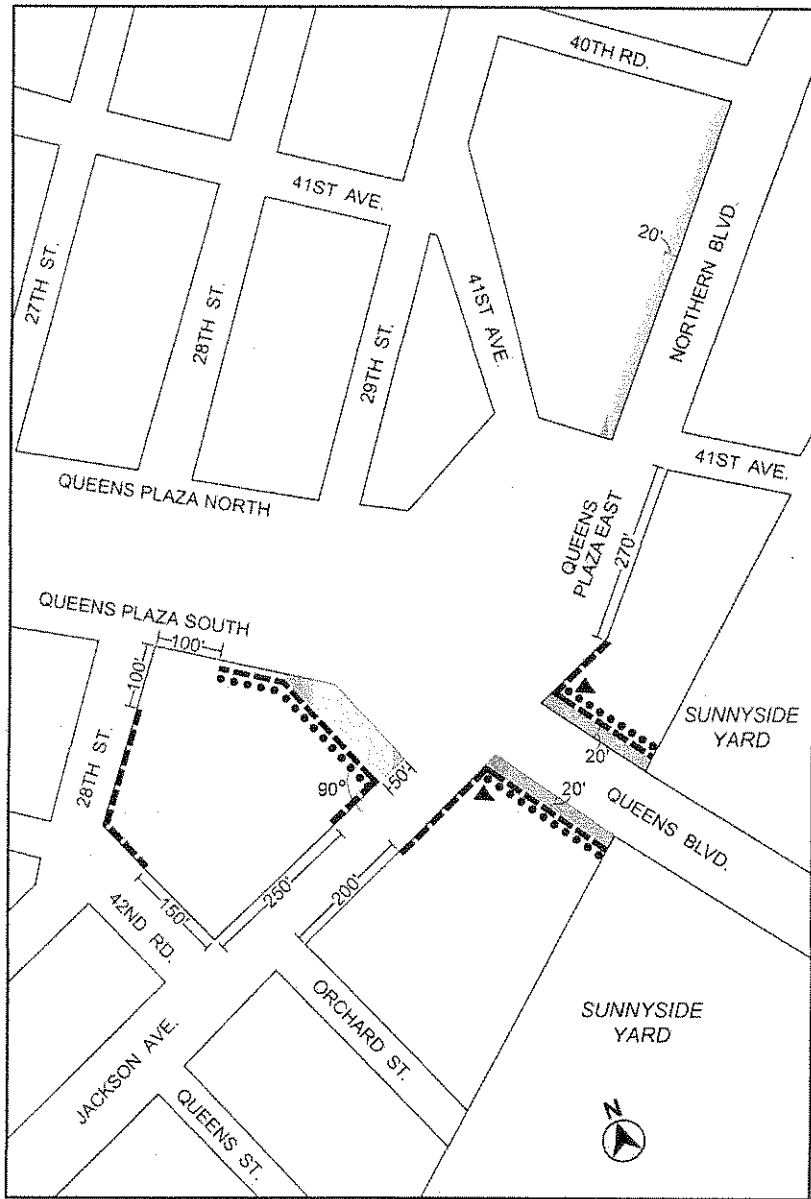 40TH RD.
41ST AVE.
27TH ST.
28TH ST.
29TH ST.
41ST AVE.
20'
NORTHERN BLVD.
41ST AVE.
QUEENS PLAZA NORTH
QUEENS
PLAZA EAST
270'
QUEENS PLAZA SOUTH
100'
100'
28TH ST.
SUNNYSIDE
YARD
20'
50'
90°
20'
QUEENS BLVD.
150'
250'
200'
42ND RD.
ORCHARD ST.
SUNNYSIDE
YARD
JACKSON AVE.
QUEENS ST.
N